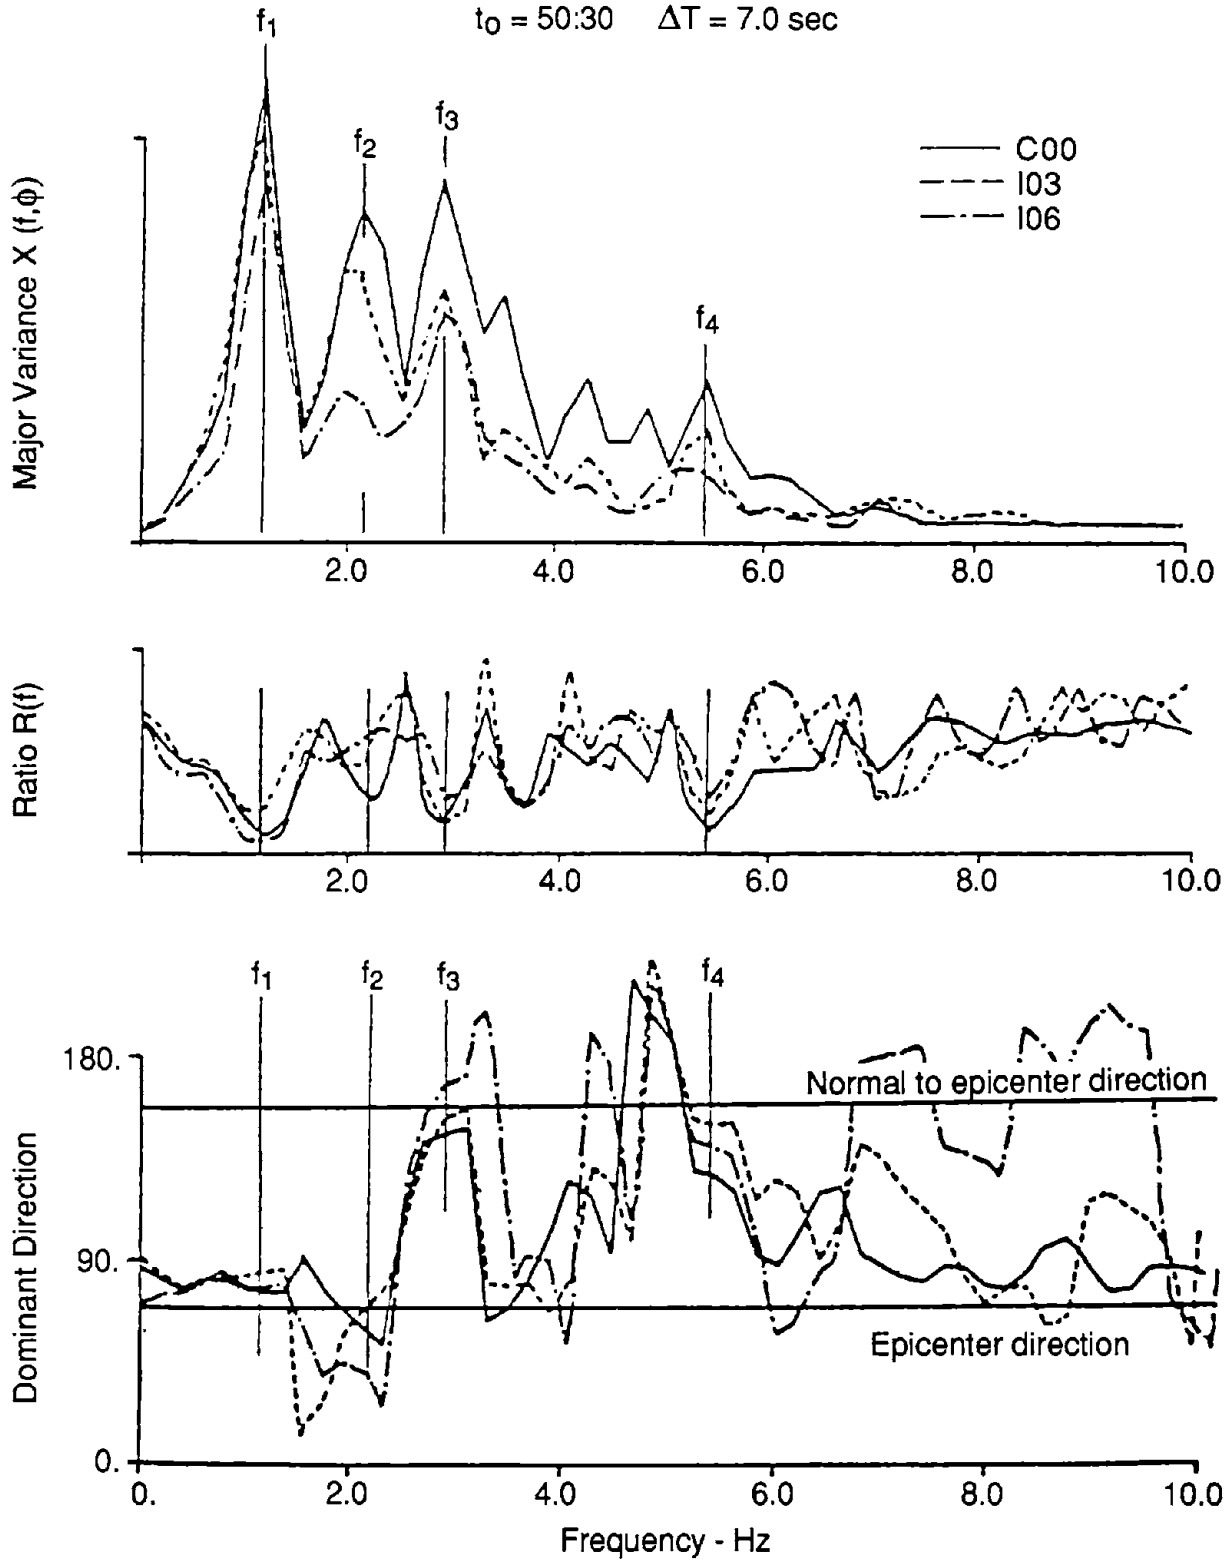 t₀ = 50:30 ΔT = 7.0 sec
f₁
f₂
f₃
f₄
C00
I03
I06
Major Variance X (f,ϕ)
2.0 4.0 6.0 8.0 10.0
Ratio R(f)
2.0 4.0 6.0 8.0 10.0
f₁ f₂ f₃ f₄
180.
90.
0.
Normal to epicenter direction
Epicenter direction
Dominant Direction
0. 2.0 4.0 6.0 8.0 10.0
Frequency - Hz